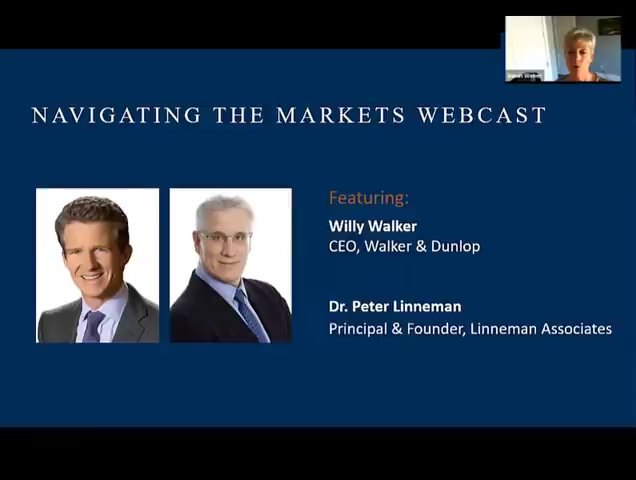 NAVIGATING THE MARKETS WEBCAST
Featuring:
Willy Walker
CEO, Walker & Dunlop
Dr. Peter Linneman
Principal & Founder, Linneman Associates